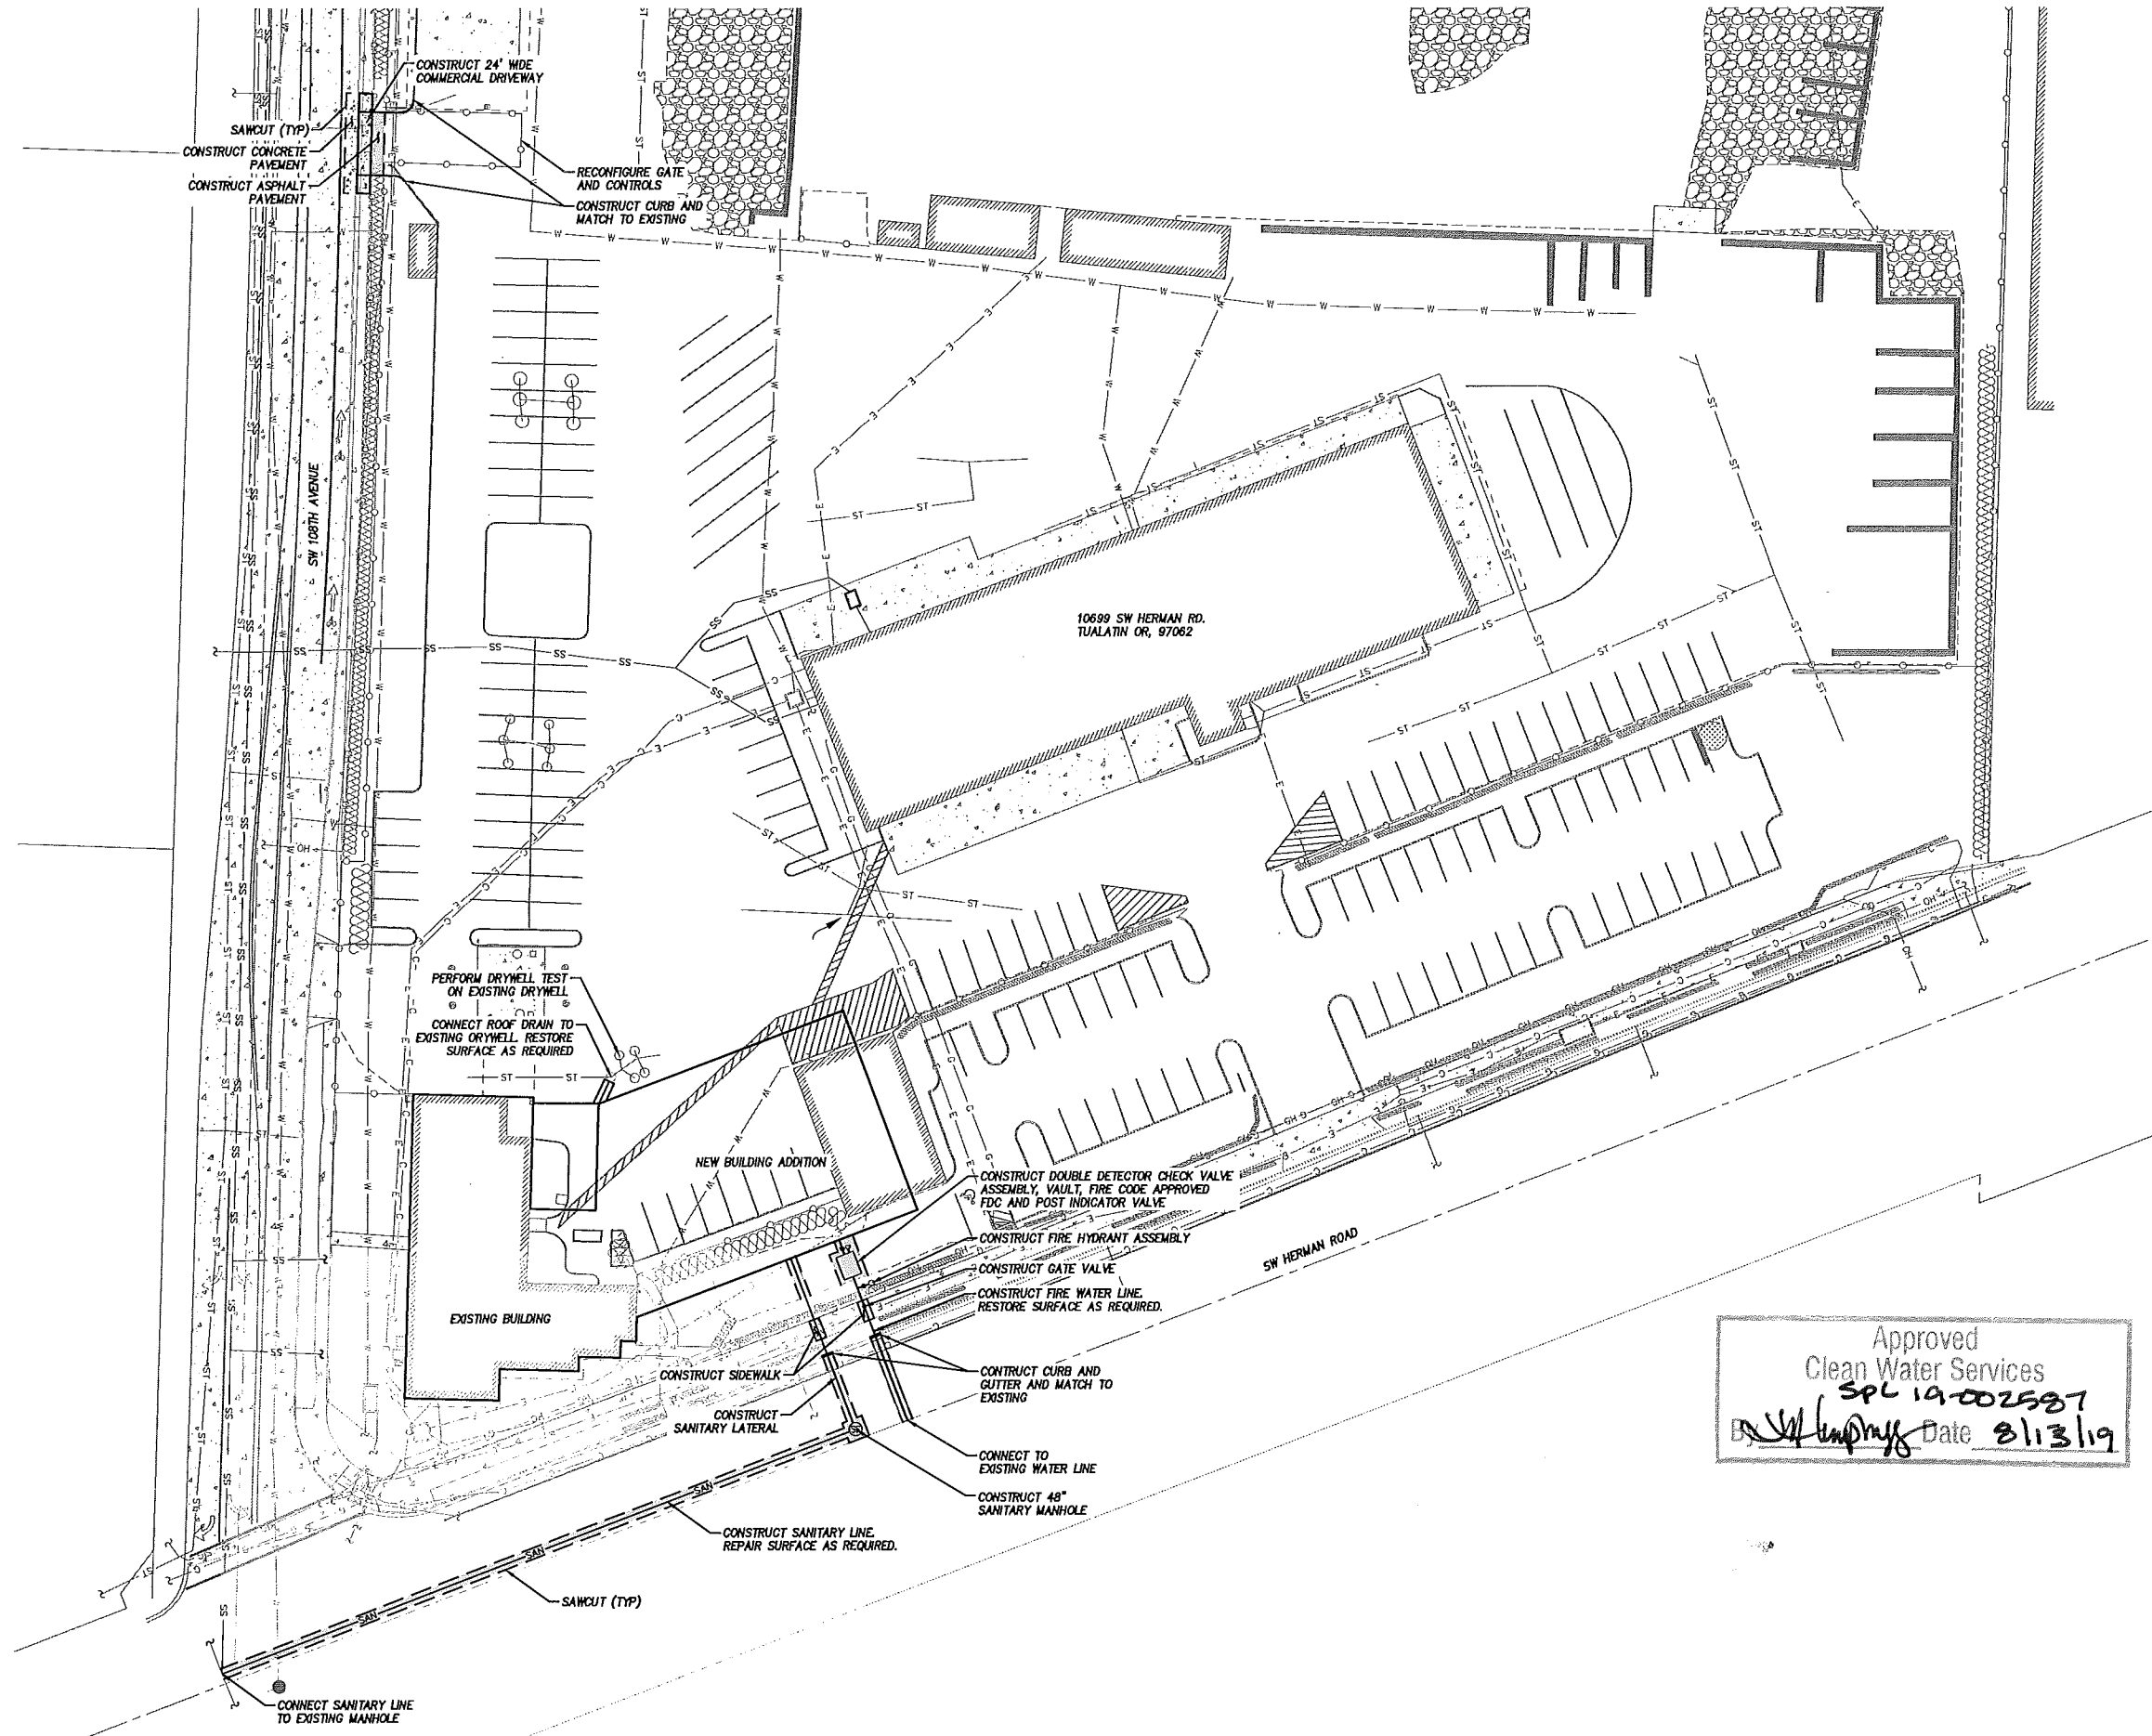 CONSTRUCT 24' WIDE
COMMERCIAL DRIVEWAY
SAWCUT (TYP)
CONSTRUCT CONCRETE
PAVEMENT
CONSTRUCT ASPHALT
PAVEMENT
RECONFIGURE GATE
AND CONTROLS
CONSTRUCT CURB AND
MATCH TO EXISTING
SW 108TH AVENUE
10699 SW HERMAN RD.
TUALATIN OR, 97062
PERFORM DRYWELL TEST
ON EXISTING DRYWELL
CONNECT ROOF DRAIN TO
EXISTING DRYWELL. RESTORE
SURFACE AS REQUIRED
NEW BUILDING ADDITION
CONSTRUCT DOUBLE DETECTOR CHECK VALVE
ASSEMBLY, VAULT, FIRE CODE APPROVED
FDC AND POST INDICATOR VALVE
CONSTRUCT FIRE HYDRANT ASSEMBLY
CONSTRUCT GATE VALVE
CONSTRUCT FIRE WATER LINE.
RESTORE SURFACE AS REQUIRED.
SW HERMAN ROAD
EXISTING BUILDING
CONSTRUCT SIDEWALK
CONTRUCT CURB AND
GUTTER AND MATCH TO
EXISTING
CONSTRUCT
SANITARY LATERAL
CONNECT TO
EXISTING WATER LINE
CONSTRUCT 48"
SANITARY MANHOLE
CONSTRUCT SANITARY LINE.
REPAIR SURFACE AS REQUIRED.
SAWCUT (TYP)
CONNECT SANITARY LINE
TO EXISTING MANHOLE
SAN
SAN
SAN
Approved
Clean Water Services
SPL 19-002587
By Date 8/13/19